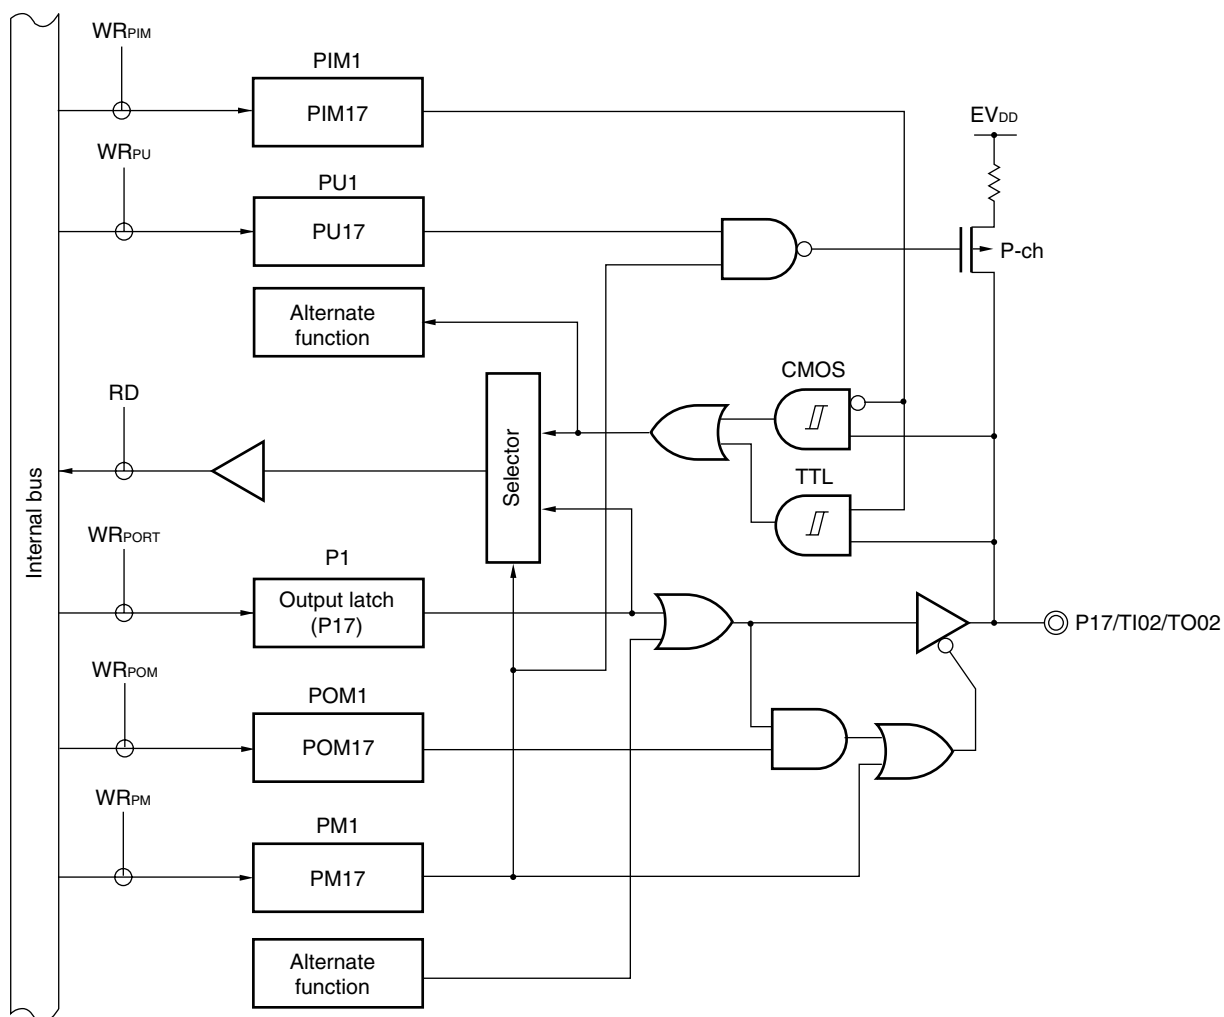 WRPIM
PIM1
PIM17
EVDD
WRPU
PU1
PU17
P-ch
Alternate
function
CMOS
RD
Selector
TTL
Internal bus
WRPORT
P1
Output latch
(P17)
P17/TI02/TO02
WRPOM
POM1
POM17
WRPM
PM1
PM17
Alternate
function